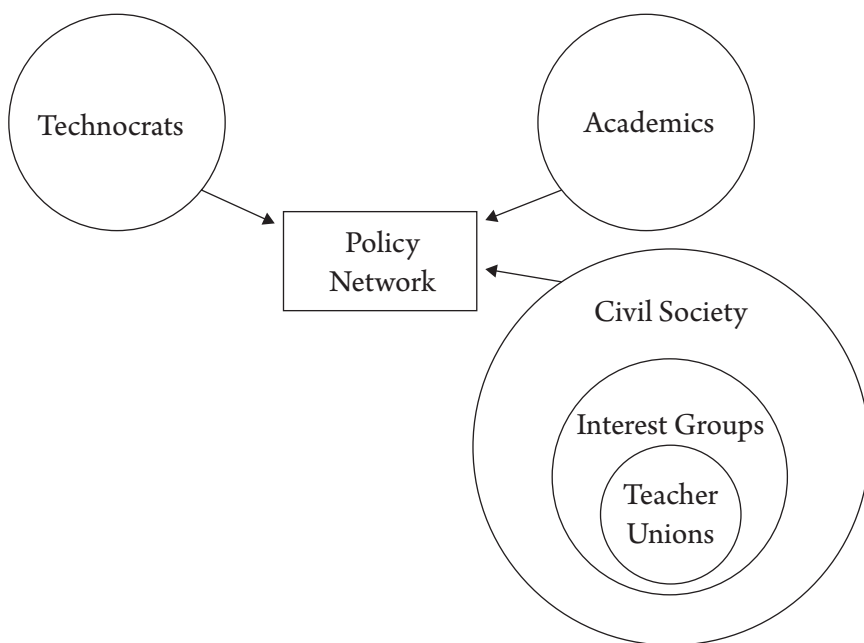 Technocrats
Academics
Policy
Network
Civil Society
Interest Groups
Teacher
Unions